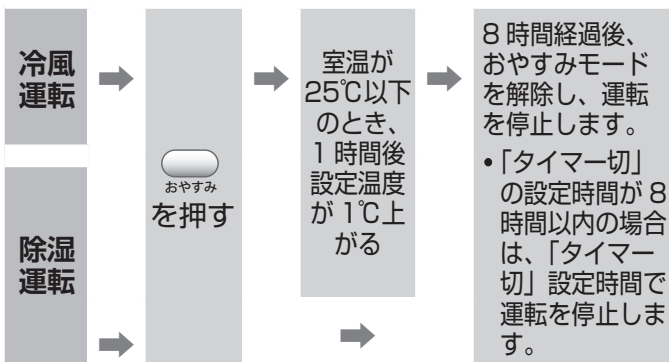 冷風
運転
除湿
運転
おやすみ
を押す
室温が
25℃以下
のとき、
1 時間後
設定温度
が 1℃上
がる
8 時間経過後、
おやすみモード
を解除し、運転
を停止します。
•「タイマー切」
の設定時間が 8
時間以内の場合
は、「タイマー
切」設定時間で
運転を停止しま
す。